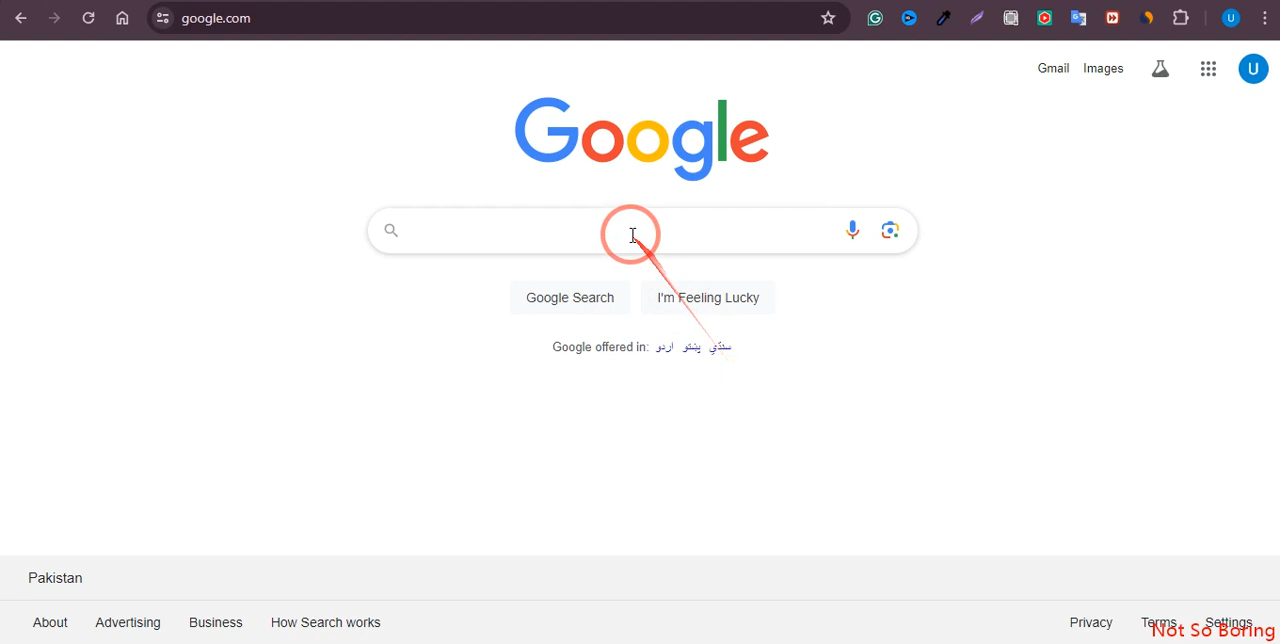 google.com
U
Gmail Images
U
Google
Google Search I'm Feeling Lucky
Google offered in: اردو پښتو سنڌي
Pakistan
About Advertising Business How Search works Privacy Terms Settings
Not So Boring